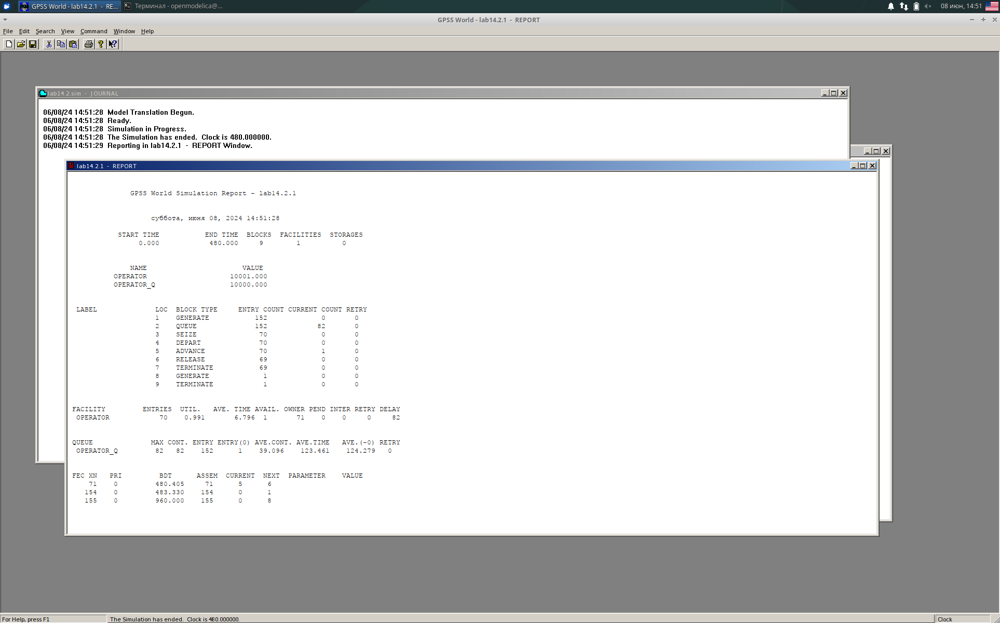 GPSS World - lab14.2.1 - RE... Терминал - openmodelica@... 08 июн, 14:51
GPSS World - lab14.2.1 - REPORT
File Edit Search View Command Window Help
lab14.2.sim - JOURNAL
06/08/24 14:51:28 Model Translation Begun.
06/08/24 14:51:28 Ready.
06/08/24 14:51:28 Simulation in Progress.
06/08/24 14:51:28 The Simulation has ended. Clock is 480.000000.
06/08/24 14:51:29 Reporting in lab14.2.1 - REPORT Window.
lab14.2.1 - REPORT
GPSS World Simulation Report - lab14.2.1
суббота, июня 08, 2024 14:51:28
START TIME END TIME BLOCKS FACILITIES STORAGES
0.000 480.000 9 1 0
NAME VALUE
OPERATOR 10001.000
OPERATOR_Q 10000.000
LABEL LOC BLOCK TYPE ENTRY COUNT CURRENT COUNT RETRY
1 GENERATE 152 0 0
2 QUEUE 152 82 0
3 SEIZE 70 0 0
4 DEPART 70 0 0
5 ADVANCE 70 1 0
6 RELEASE 69 0 0
7 TERMINATE 69 0 0
8 GENERATE 1 0 0
9 TERMINATE 1 0 0
FACILITY ENTRIES UTIL. AVE. TIME AVAIL. OWNER PEND INTER RETRY DELAY
OPERATOR 70 0.991 6.796 1 71 0 0 0 82
QUEUE MAX CONT. ENTRY ENTRY(0) AVE.CONT. AVE.TIME AVE.(-0) RETRY
OPERATOR_Q 82 82 152 1 39.096 123.461 124.279 0
FEC XN PRI BDT ASSEM CURRENT NEXT PARAMETER VALUE
71 0 480.405 71 5 6
154 0 483.330 154 0 1
155 0 960.000 155 0 8
For Help, press F1 The Simulation has ended. Clock is 480.000000. Clock